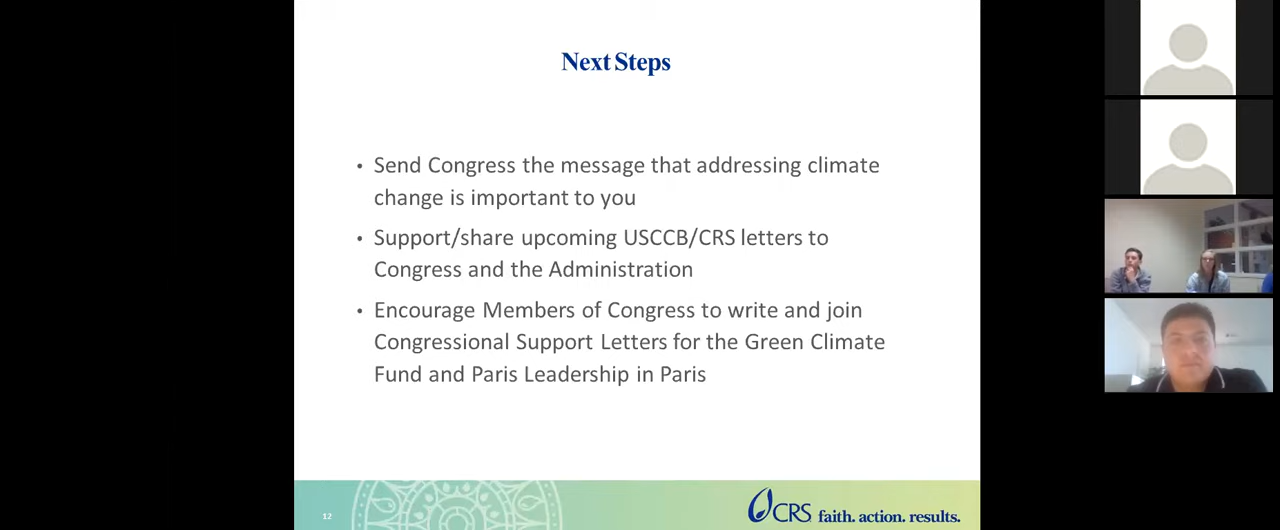 Next Steps
• Send Congress the message that addressing climate
change is important to you
• Support/share upcoming USCCB/CRS letters to
Congress and the Administration
• Encourage Members of Congress to write and join
Congressional Support Letters for the Green Climate
Fund and Paris Leadership in Paris
12
CRS faith. action. results.